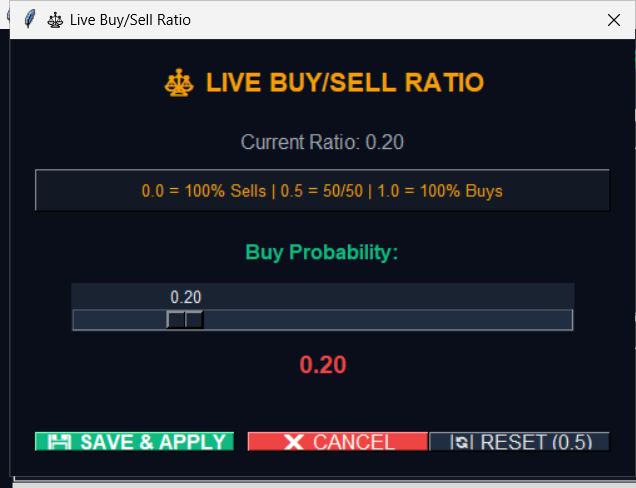 Live Buy/Sell Ratio
LIVE BUY/SELL RATIO
Current Ratio: 0.20
0.0 = 100% Sells | 0.5 = 50/50 | 1.0 = 100% Buys
Buy Probability:
0.20
0.20
SAVE & APPLY
CANCEL
RESET (0.5)